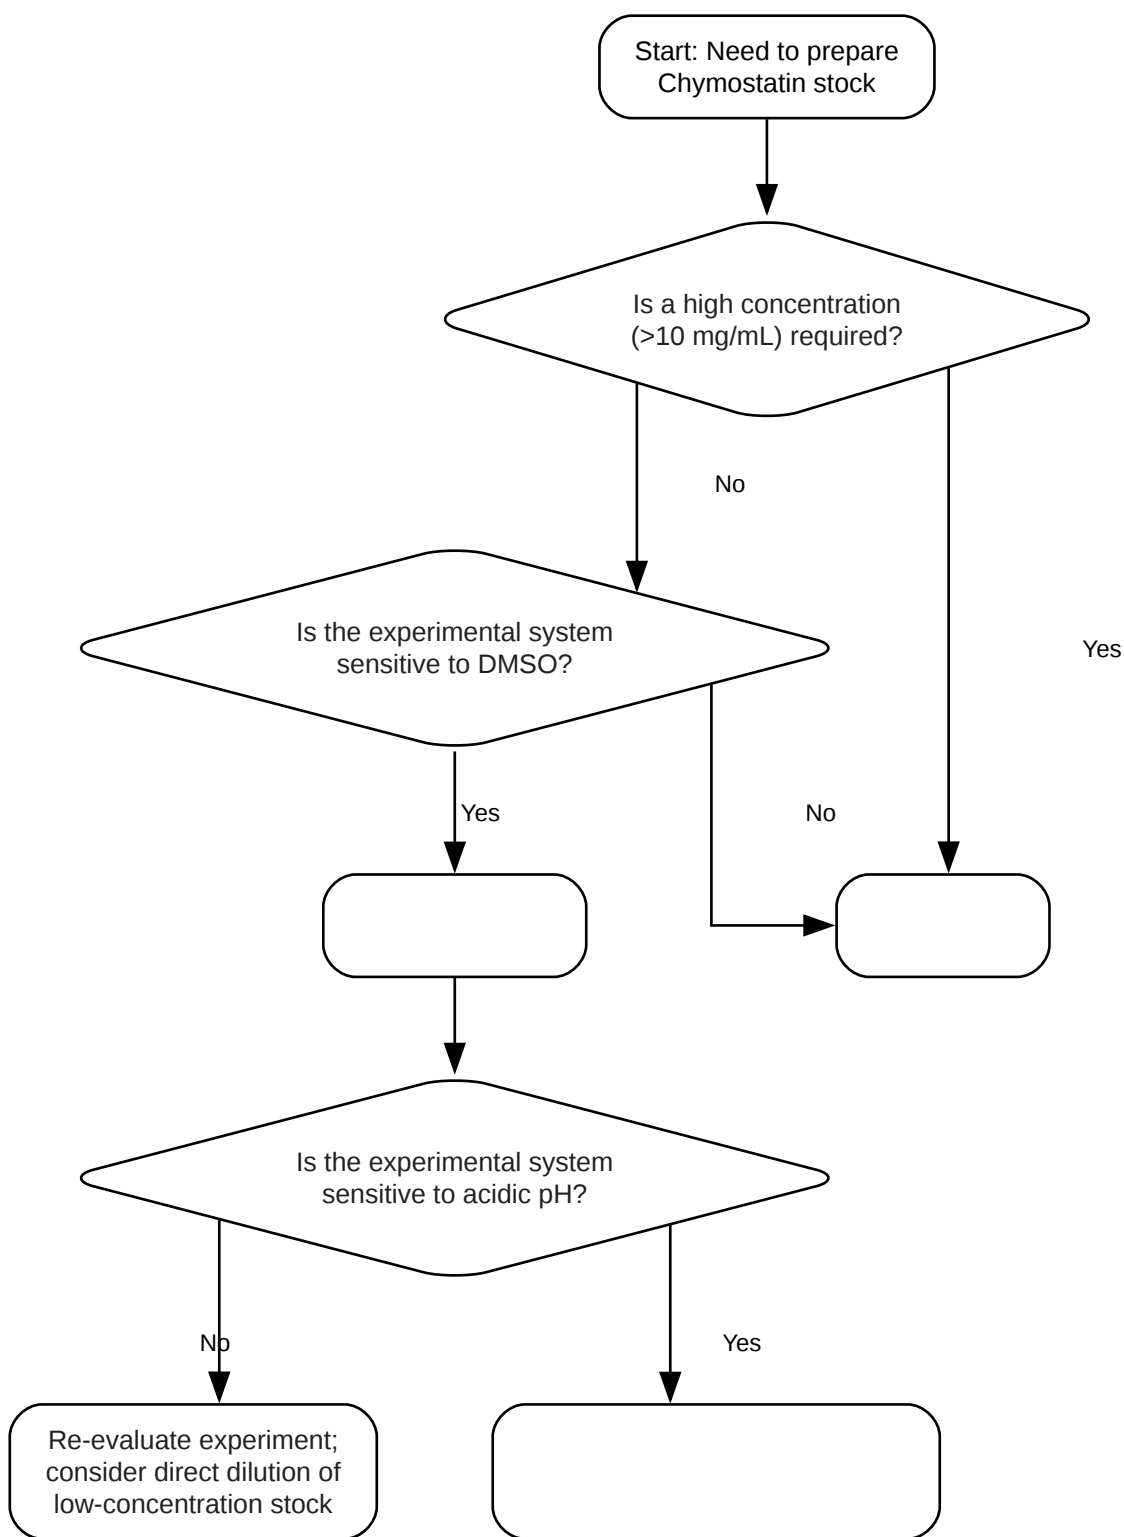 Start: Need to prepare
Chymostatin stock
Is a high concentration
(>10 mg/mL) required?
No
Is the experimental system
sensitive to DMSO?
Yes
Yes
No
Is the experimental system
sensitive to acidic pH?
No
Yes
Re-evaluate experiment;
consider direct dilution of
low-concentration stock